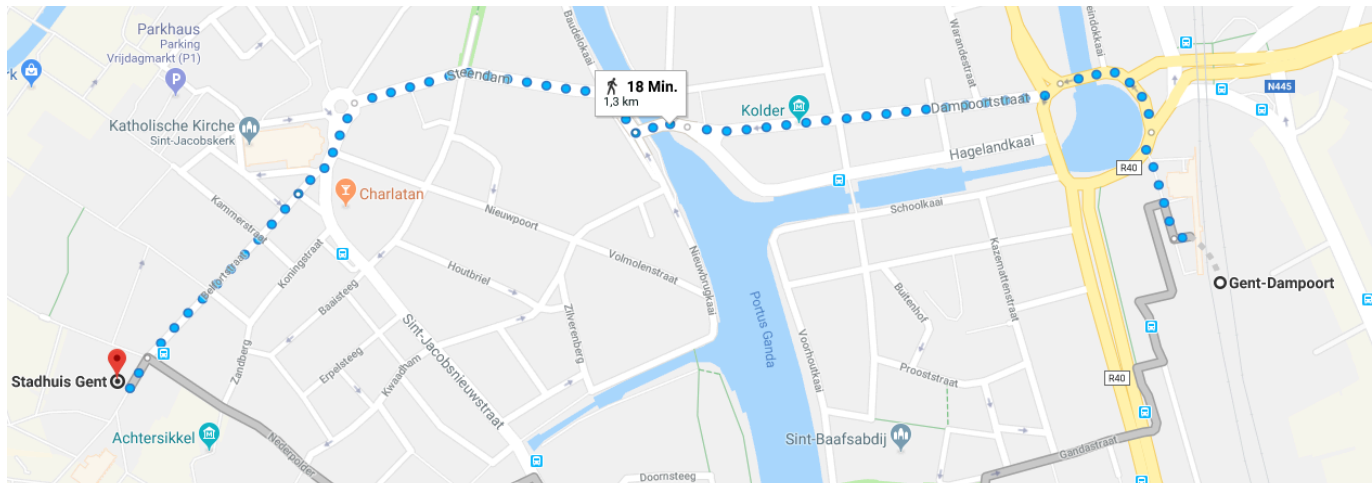 Parkhaus
Parking
Vrijdagmarkt (P1)
Steendam
Baudelokaai
18 Min.
1,3 km
Warandestraat
N445
Kolder
Dampoortstraat
Katholische Kirche
Sint-Jacobskerk
Hagelandkaai
R40
Charlatan
Kammerstraat
Nieuwpoort
Schoolkaai
Koningstraat
Belfortstraat
Houtbriel
Volmolenstraat
Nieuwbrugkaai
Kazemattenstraat
Baaisteeg
Buitenhof
Gent-Dampoort
Zilverenberg
Sint-Jacobsnieuwstraat
Portus Ganda
Voorhoutkaai
Zandberg
Erpelsteeg
Kwaadham
Stadhuis Gent
Prooststraat
R40
Achtersikkel
Sint-Baafsabdij
Nederpolder
Gandastraat
Doornsteeg